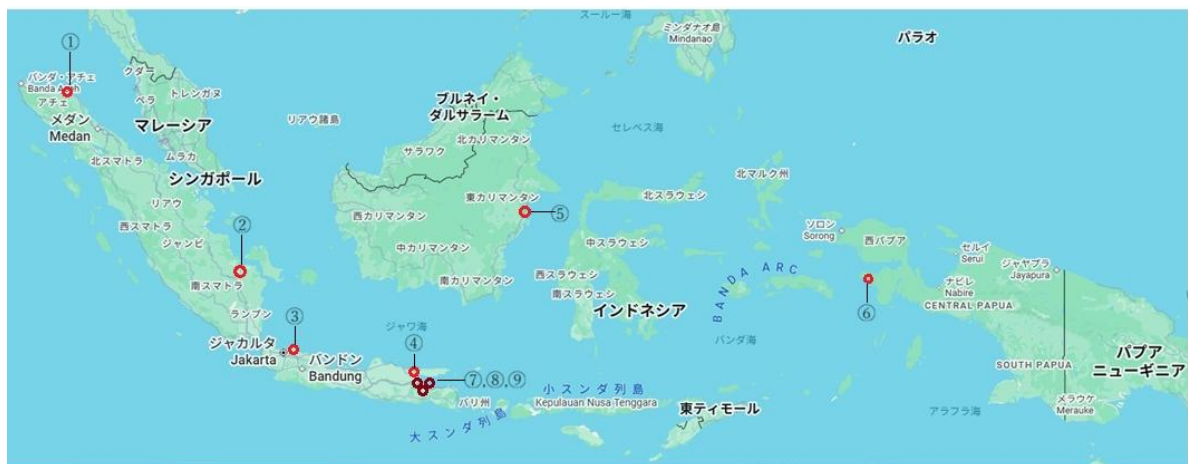 スールー海
ミンダナオ島
Mindanao
パラオ
①
クダー
バンダ・アチェ
Banda Aceh
アチェ
ペラ
トレンガヌ
メダン
Medan
マレーシア
リアウ諸島
ブルネイ・
ダルサラーム
セレベス海
北カリマンタン
サラワク
ムラカ
北スマトラ
シンガポール
北マルク州
東カリマンタン
北スラウェシ
⑤
リアウ
西カリマンタン
ソロン
Sorong
西パプア
セルイ
Serui
西スマトラ
②
ジャンビ
中カリマンタン
中スラウェシ
ジャヤプラ
Jayapura
南スマトラ
南カリマンタン
西スラウェシ
南スラウェシ
BANDA ARC
ナビレ
Nabire
CENTRAL PAPUA
⑥
ランプン
③
インドネシア
ジャワ海
④
ジャカルタ
Jakarta
バンドン
Bandung
バンダ海
SOUTH PAPUA
パプア
ニューギニア
⑦,⑧,⑨
小スンダ列島
Kepulauan Nusa Tenggara
バリ州
大スンダ列島
東ティモール
アラフラ海
メラウケ
Merauke